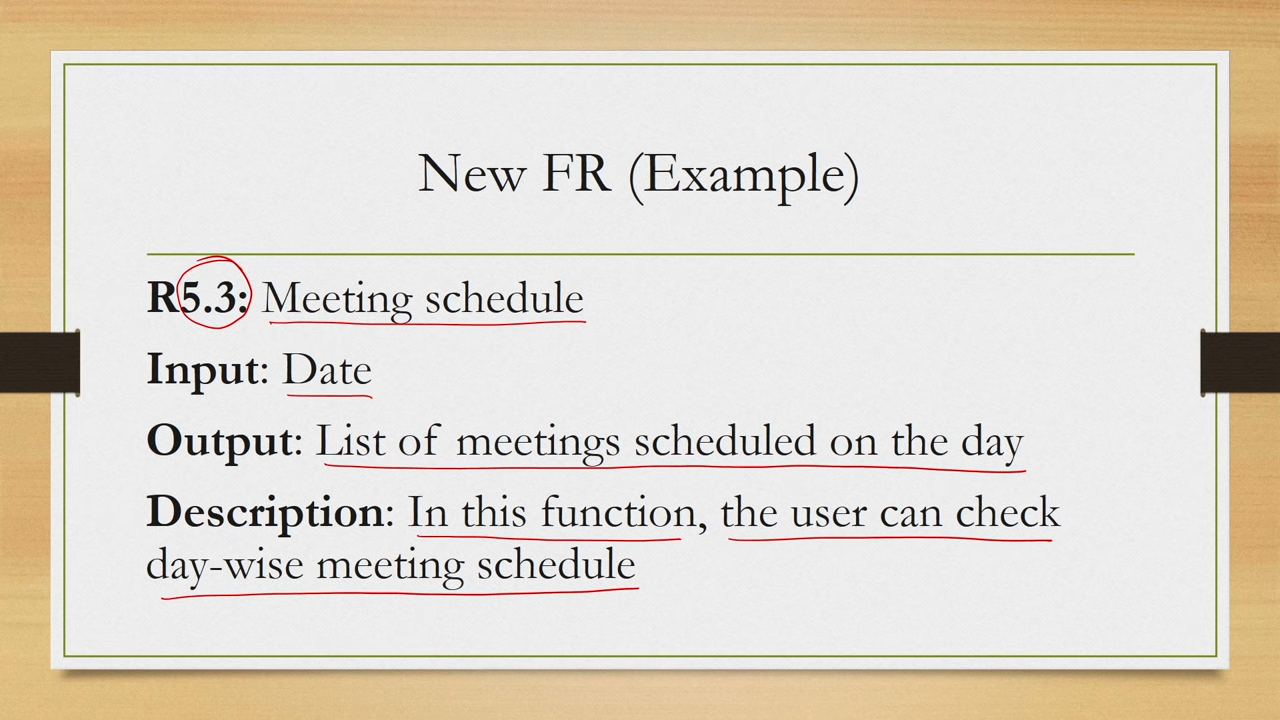 New FR (Example)
R5.3: Meeting schedule
Input: Date
Output: List of meetings scheduled on the day
Description: In this function, the user can check
day-wise meeting schedule